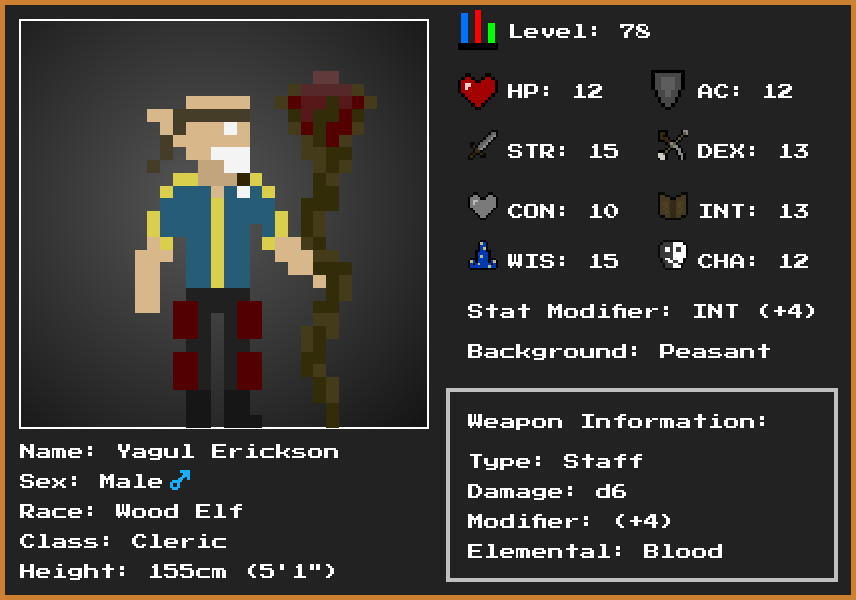 Level: 78
HP: 12 AC: 12
STR: 15 DEX: 13
CON: 10 INT: 13
WIS: 15 CHA: 12
Stat Modifier: INT (+4)
Background: Peasant
Weapon Information:
Type: Staff
Damage: d6
Modifier: (+4)
Elemental: Blood
Name: Yagul Erickson
Sex: Male♂
Race: Wood Elf
Class: Cleric
Height: 155cm (5'1")